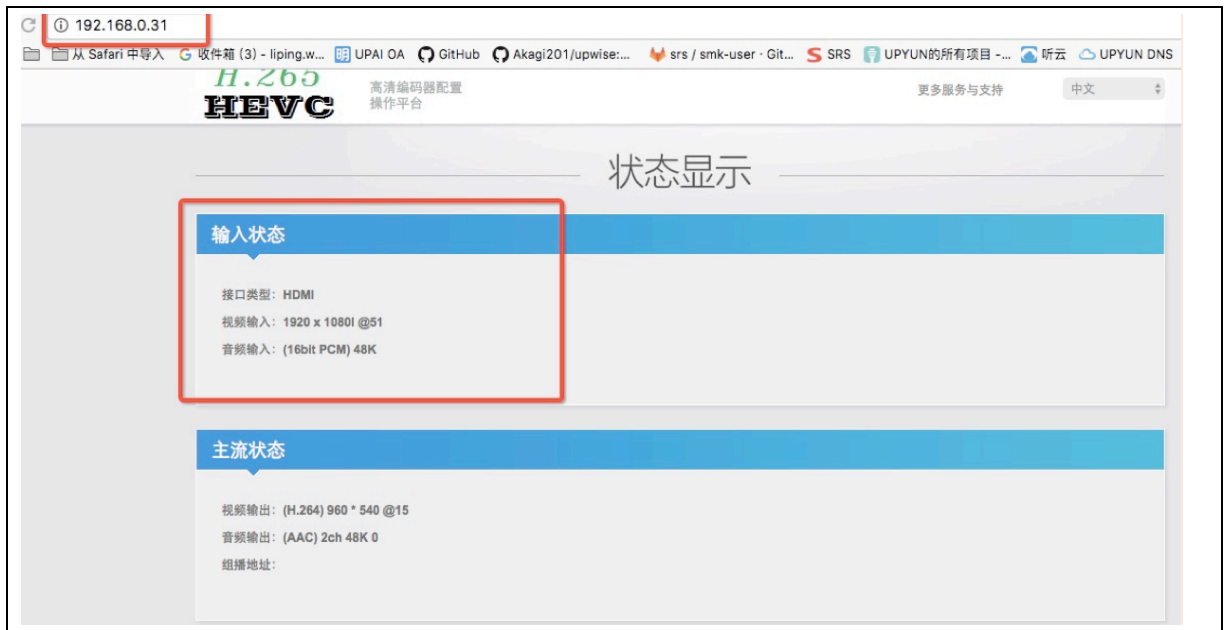 192.168.0.31
从 Safari 中导入 收件箱 (3) - liping.w... UPAI OA GitHub Akagi201/upwise:... srs / smk-user · Git... SRS UPYUN的所有项目 -... 听云 UPYUN DNS
H.265
HEVC
高清编码器配置
操作平台
更多服务与支持
中文
状态显示
输入状态
接口类型：HDMI
视频输入：1920 x 1080I @51
音频输入：(16bit PCM) 48K
主流状态
视频输出：(H.264) 960 * 540 @15
音频输出：(AAC) 2ch 48K 0
组播地址：